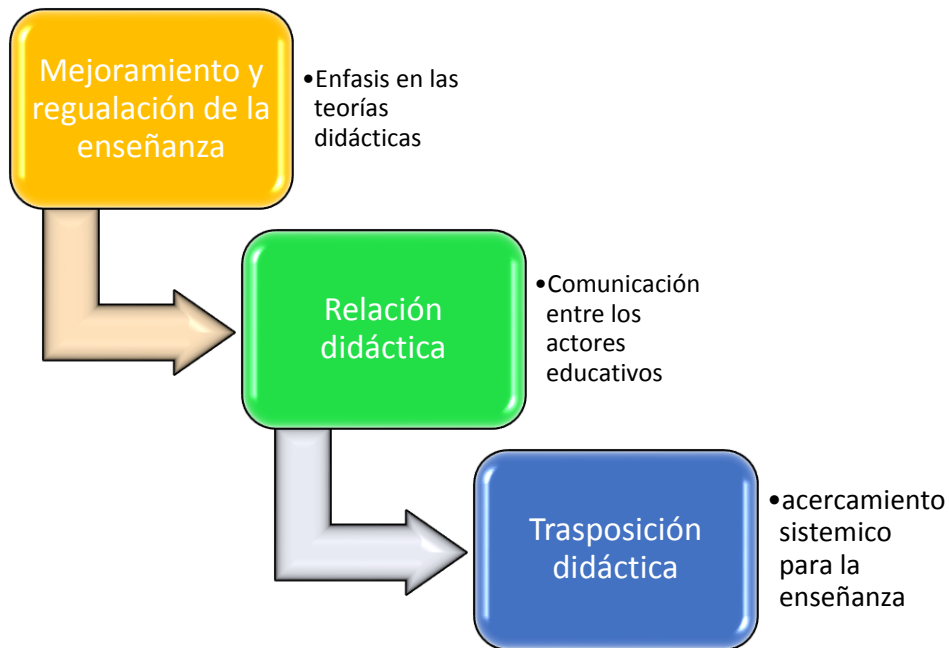 Mejoramiento y
regualación de la
enseñanza
•Enfasis en las
teorías
didácticas
Relación
didáctica
•Comunicación
entre los
actores
educativos
Trasposición
didáctica
•acercamiento
sistemico
para la
enseñanza